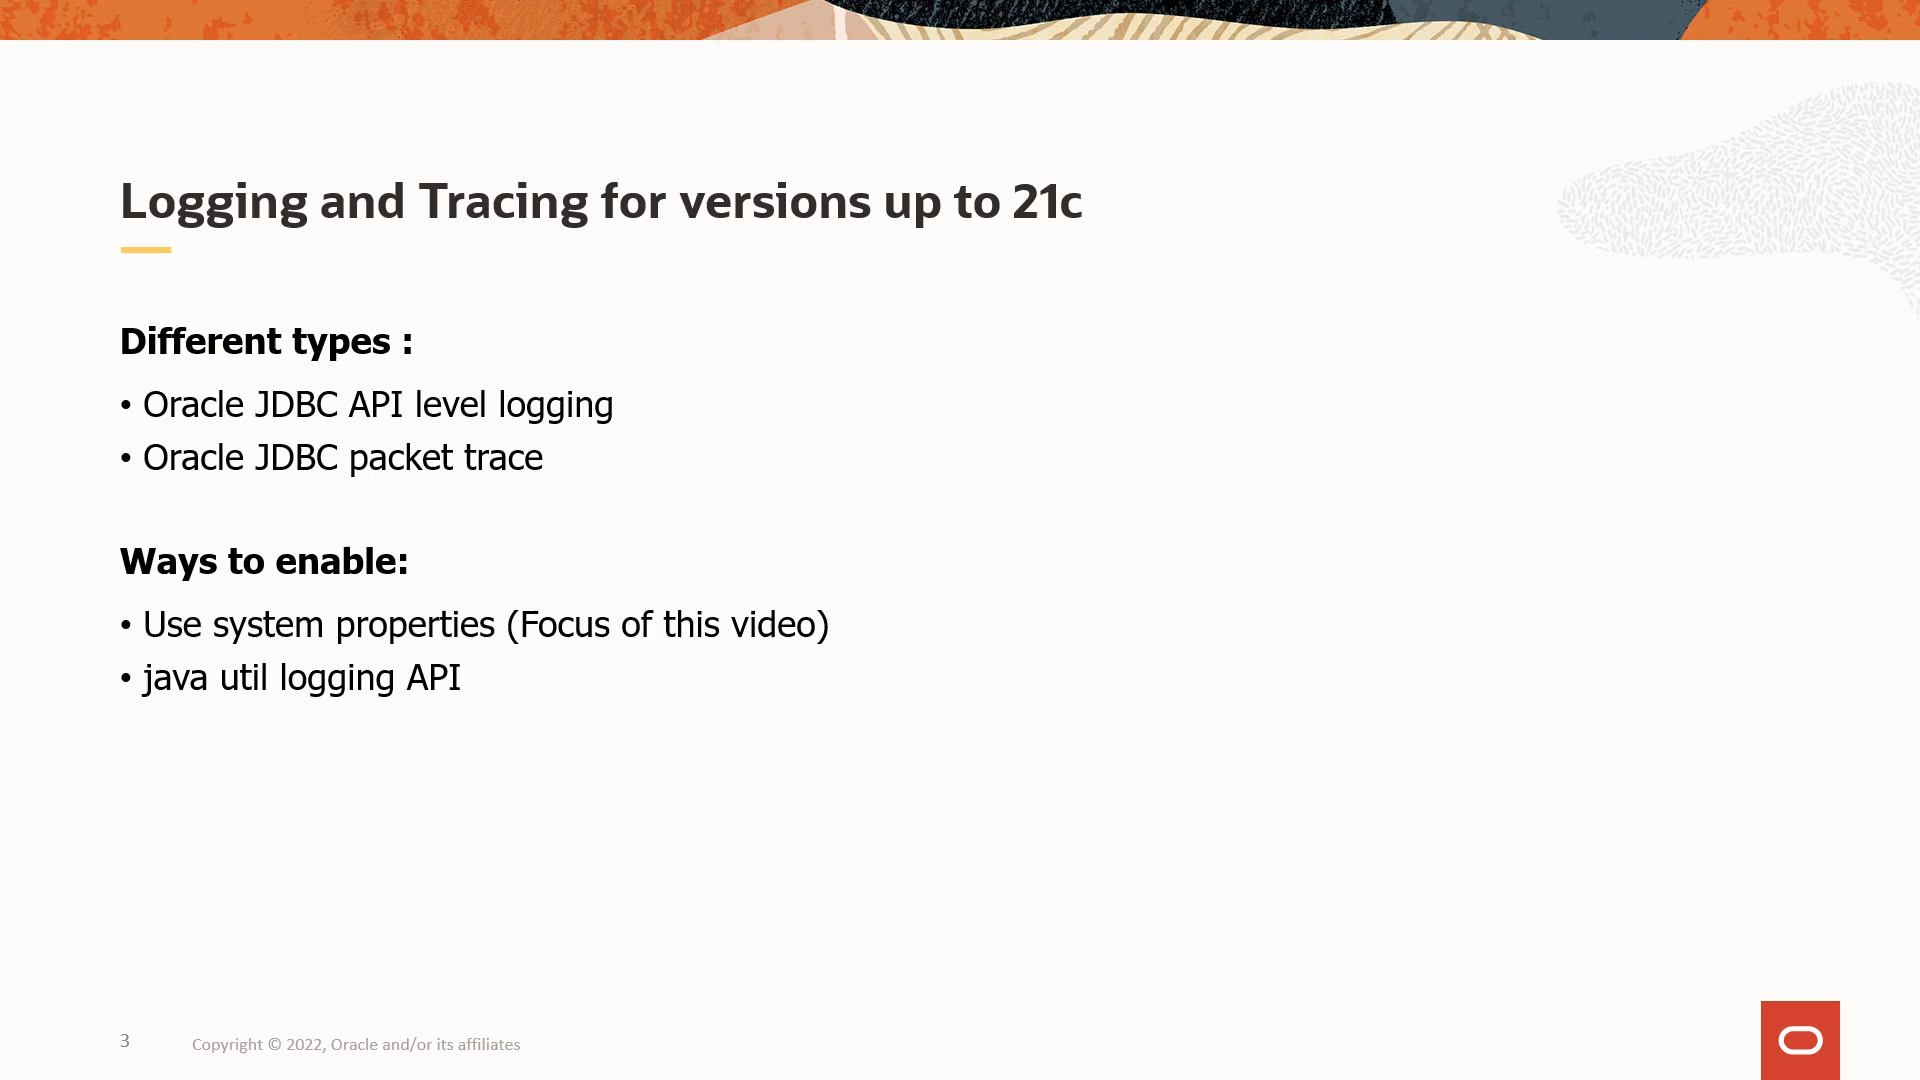 Logging and Tracing for versions up to 21c
Different types :
• Oracle JDBC API level logging
• Oracle JDBC packet trace
Ways to enable:
• Use system properties (Focus of this video)
• java util logging API
3
Copyright © 2022, Oracle and/or its affiliates